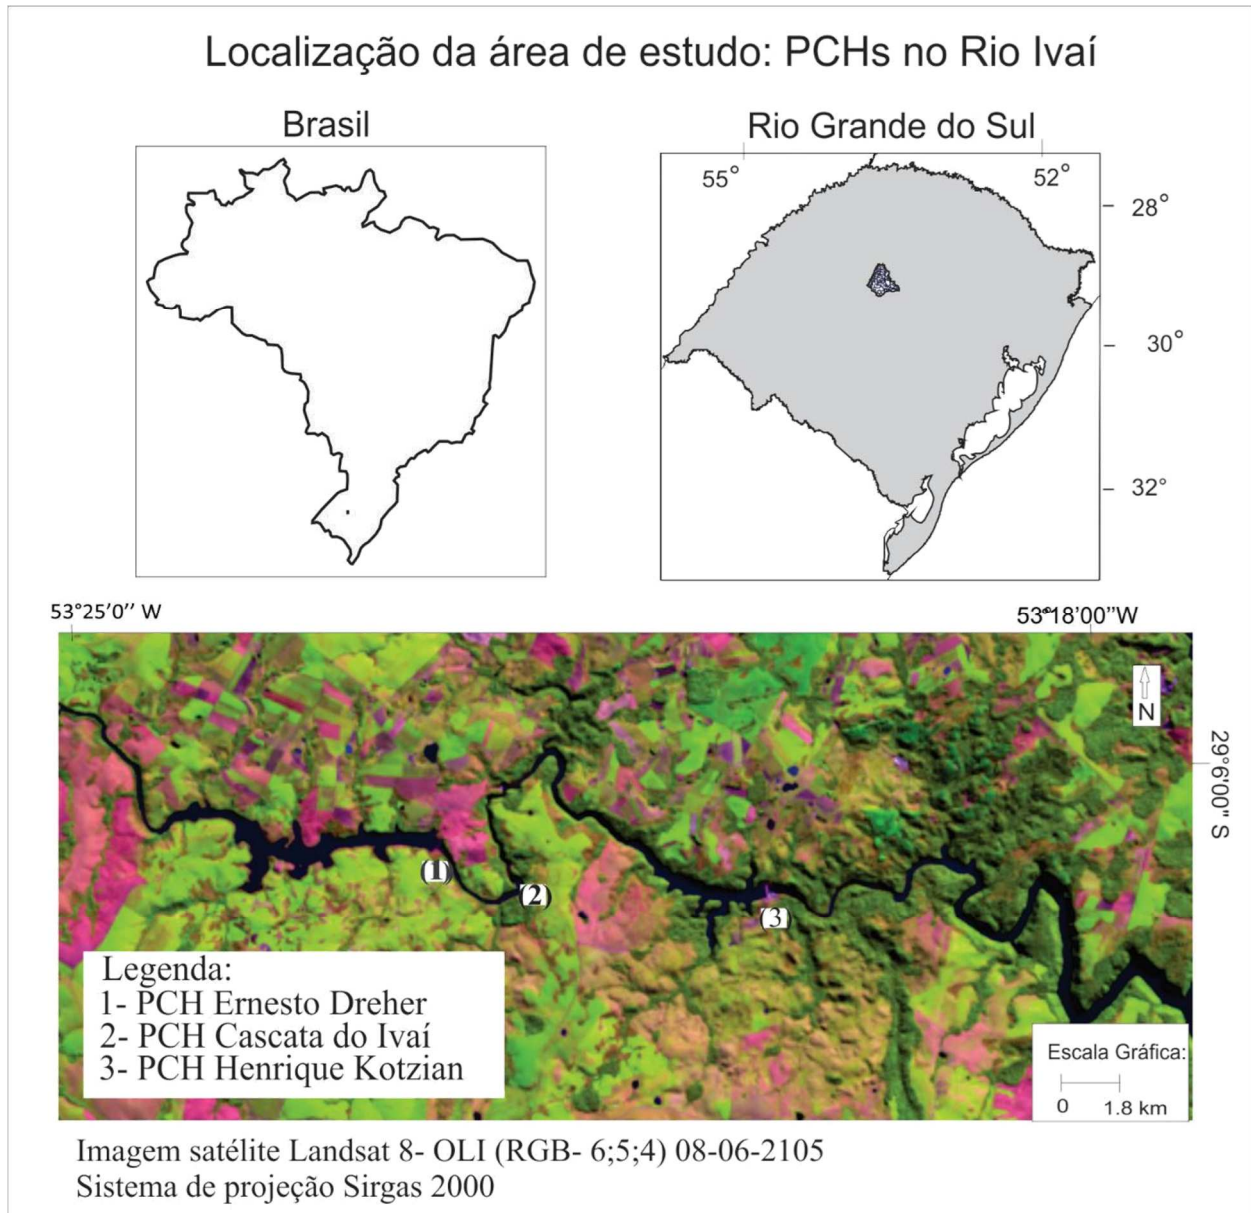 Localização da área de estudo: PCHs no Rio Ivaí
Brasil
Rio Grande do Sul
55° 52°
28°
30°
32°
53°25'0'' W
53°18'00''W
N
29°6'00" S
(1)
(2)
(3)
Legenda:
1- PCH Ernesto Dreher
2- PCH Cascata do Ivaí
3- PCH Henrique Kotzian
Escala Gráfica:
0 1.8 km
Imagem satélite Landsat 8- OLI (RGB- 6;5;4) 08-06-2105
Sistema de projeção Sirgas 2000